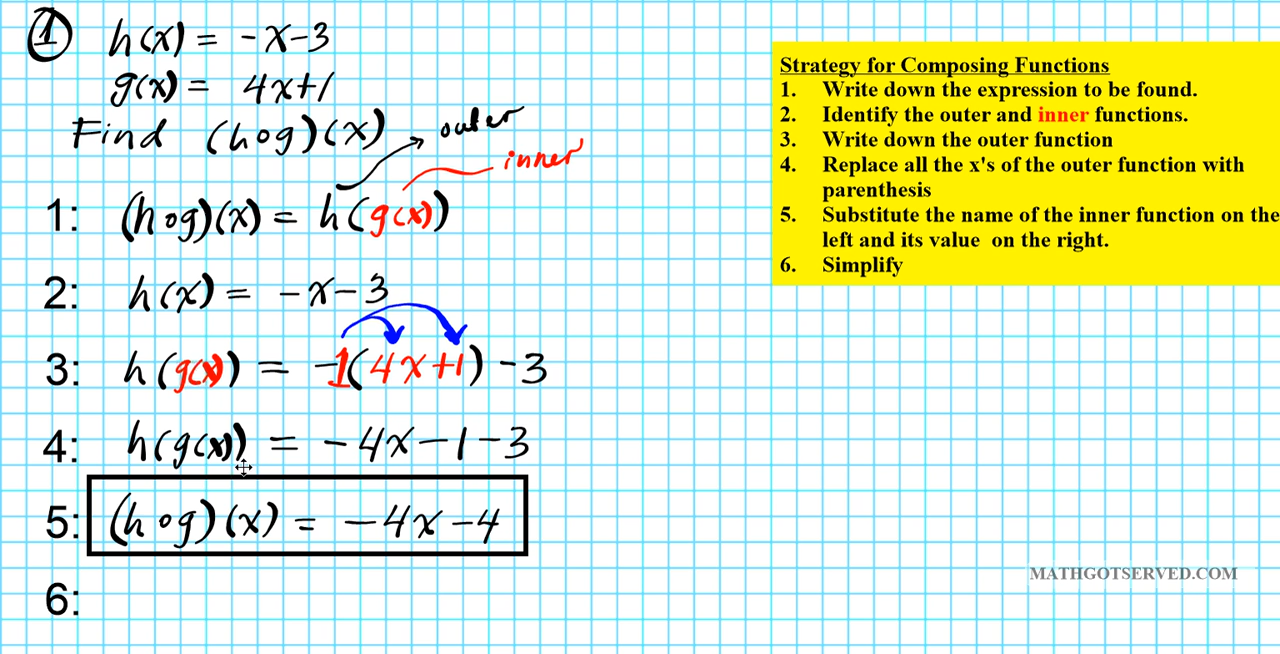 1 h(x) = -x-3
g(x) = 4x+1
Find (h∘g)(x) outer
inner
1: (h∘g)(x) = h(g(x))
2: h(x) = -x-3
3: h(g(x)) = -1(4x+1)-3
4: h(g(x)) = -4x-1-3
5: (h∘g)(x) = -4x-4
6:
Strategy for Composing Functions
1. Write down the expression to be found.
2. Identify the outer and inner functions.
3. Write down the outer function
4. Replace all the x's of the outer function with
parenthesis
5. Substitute the name of the inner function on the
left and its value on the right.
6. Simplify
MATHGOTSERVED.COM